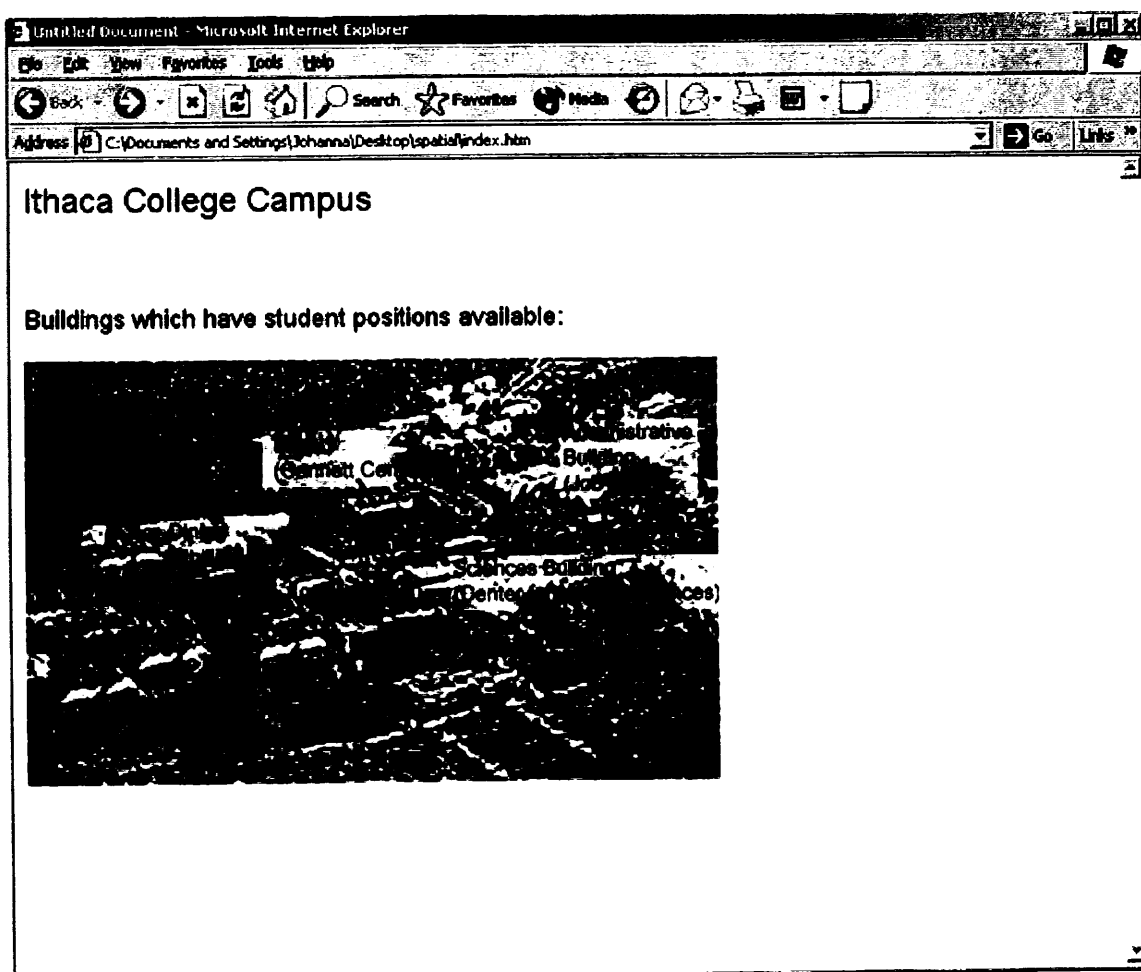 Untitled Document - Microsoft Internet Explorer
File Edit View Favorites Tools Help
Back Search Favorites Media
Address C:\Documents and Settings\Johanna\Desktop\spatial\index.htm Go Links »
Ithaca College Campus
Buildings which have student positions available:
Building
Sciences Building